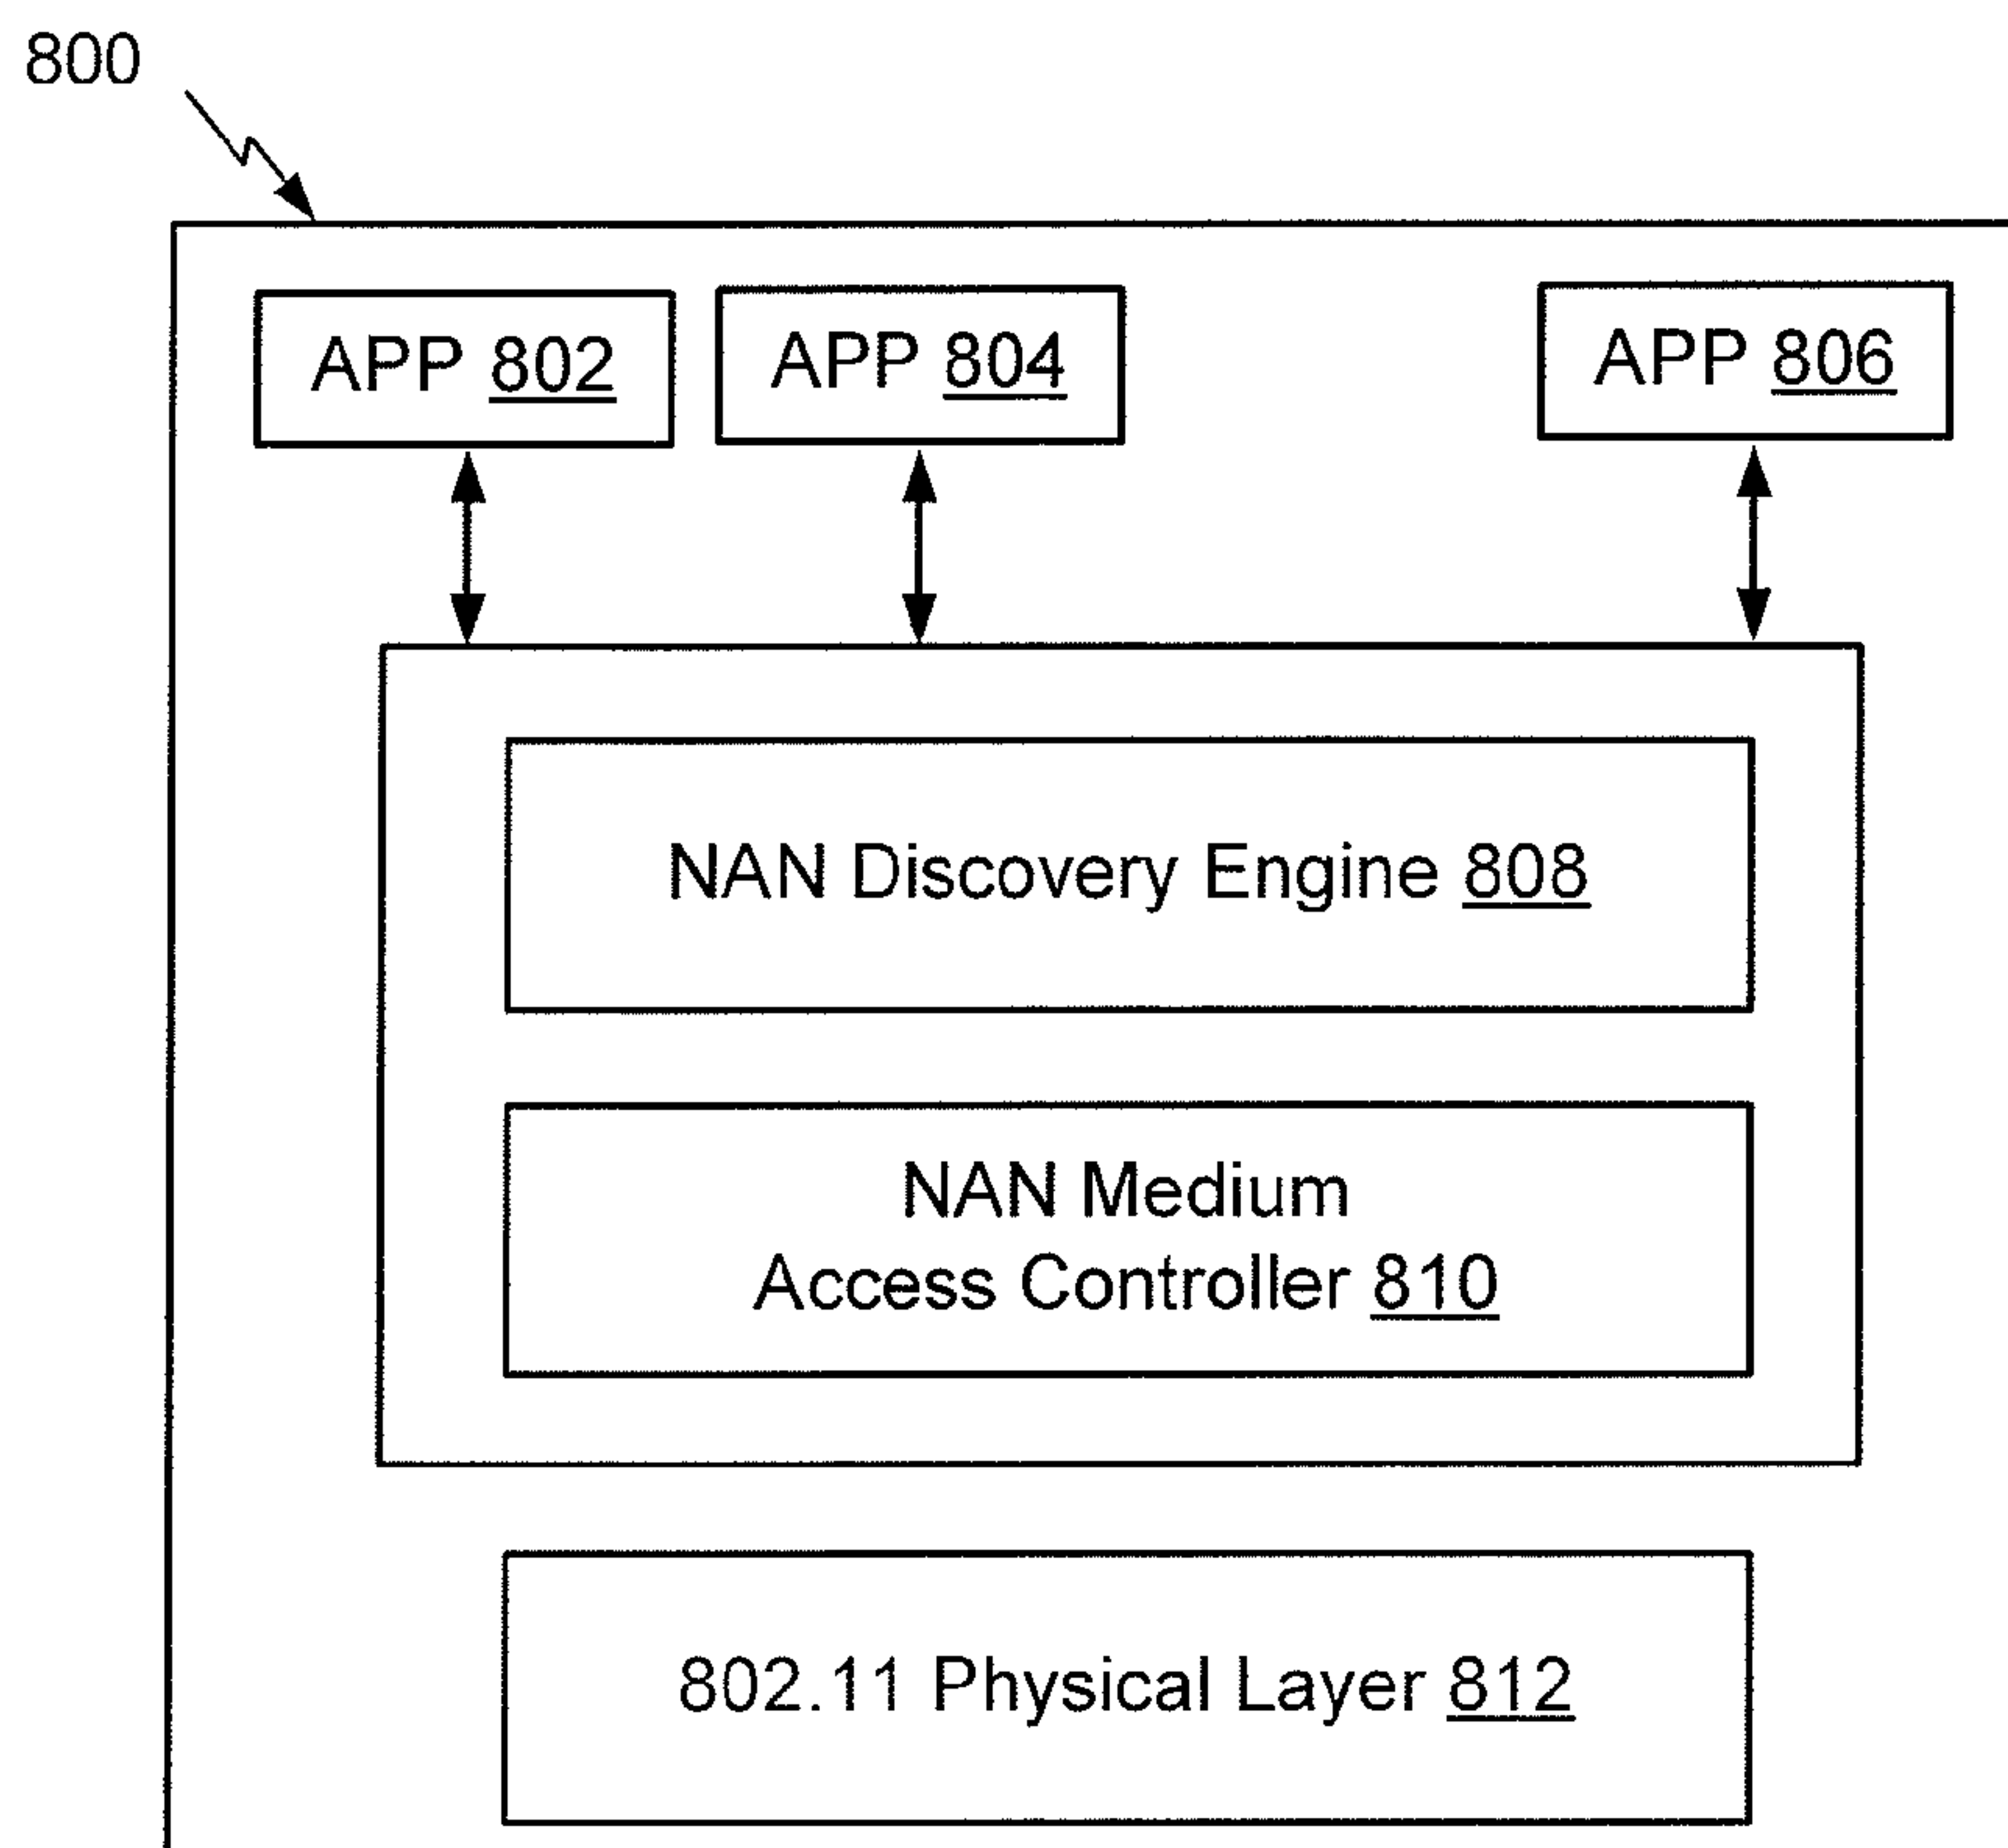 800
APP 802
APP 804
APP 806
NAN Discovery Engine 808
NAN Medium
Access Controller 810
802.11 Physical Layer 812